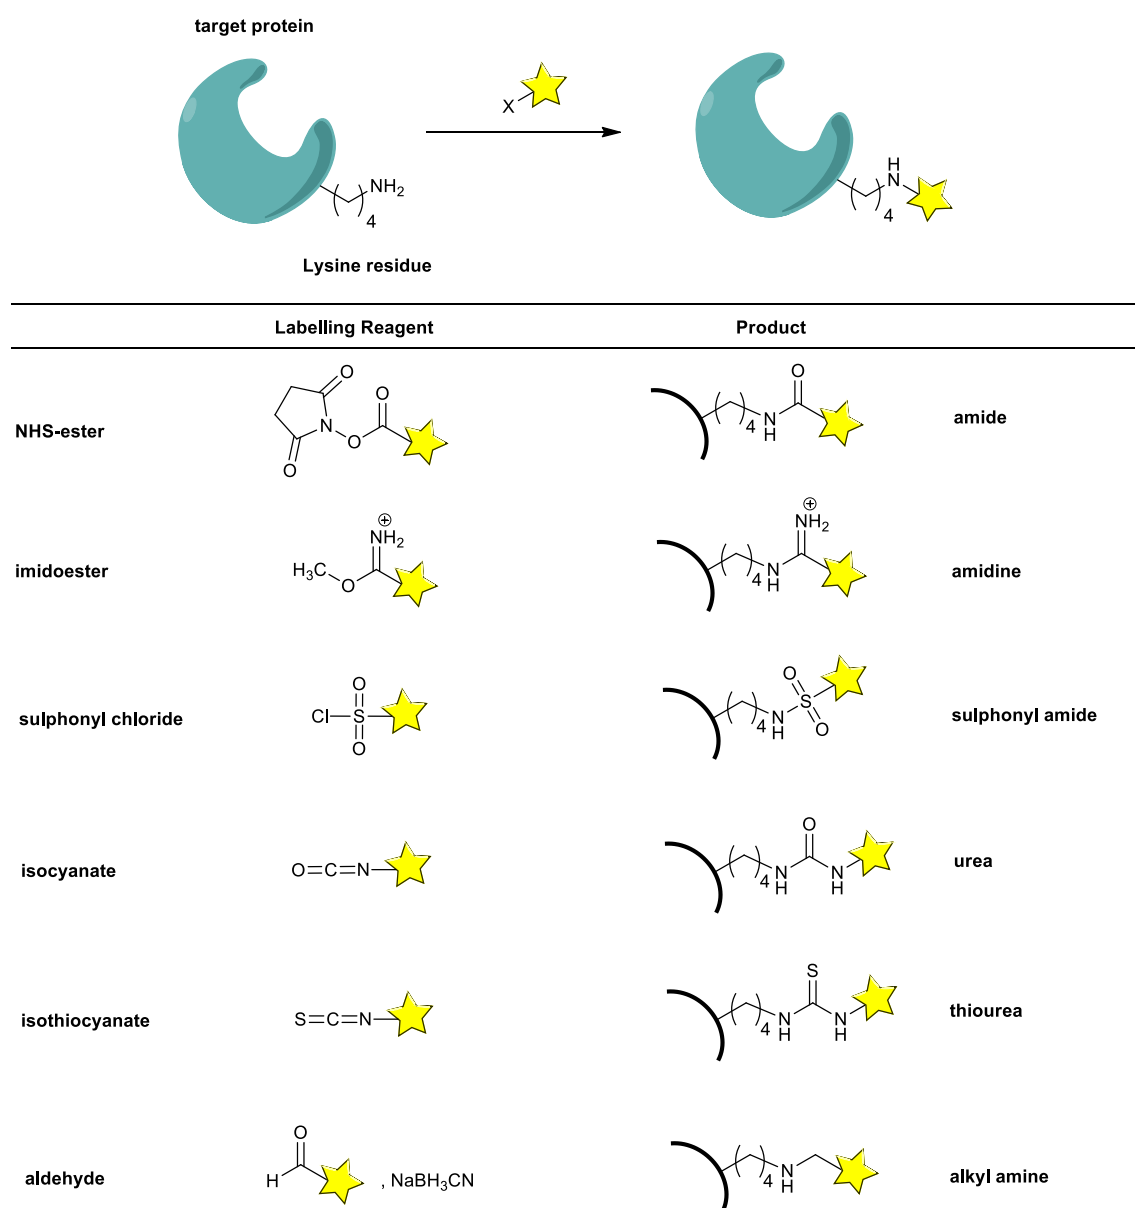 target protein
X
NH2
4
H
N
4
Lysine residue
Labelling Reagent Product
NHS-ester
O
O
N
O
O
O
4
N
H
amide
imidoester
⊕
NH2
H3C
O
⊕
NH2
4
N
H
amidine
sulphonyl chloride
O
Cl S
O
O
S
4
N
H
O
sulphonyl amide
isocyanate
O=C=N
O
4
N
H
N
H
urea
isothiocyanate
S=C=N
S
4
N
H
N
H
thiourea
aldehyde
O
H
, NaBH3CN
4
N
H
alkyl amine